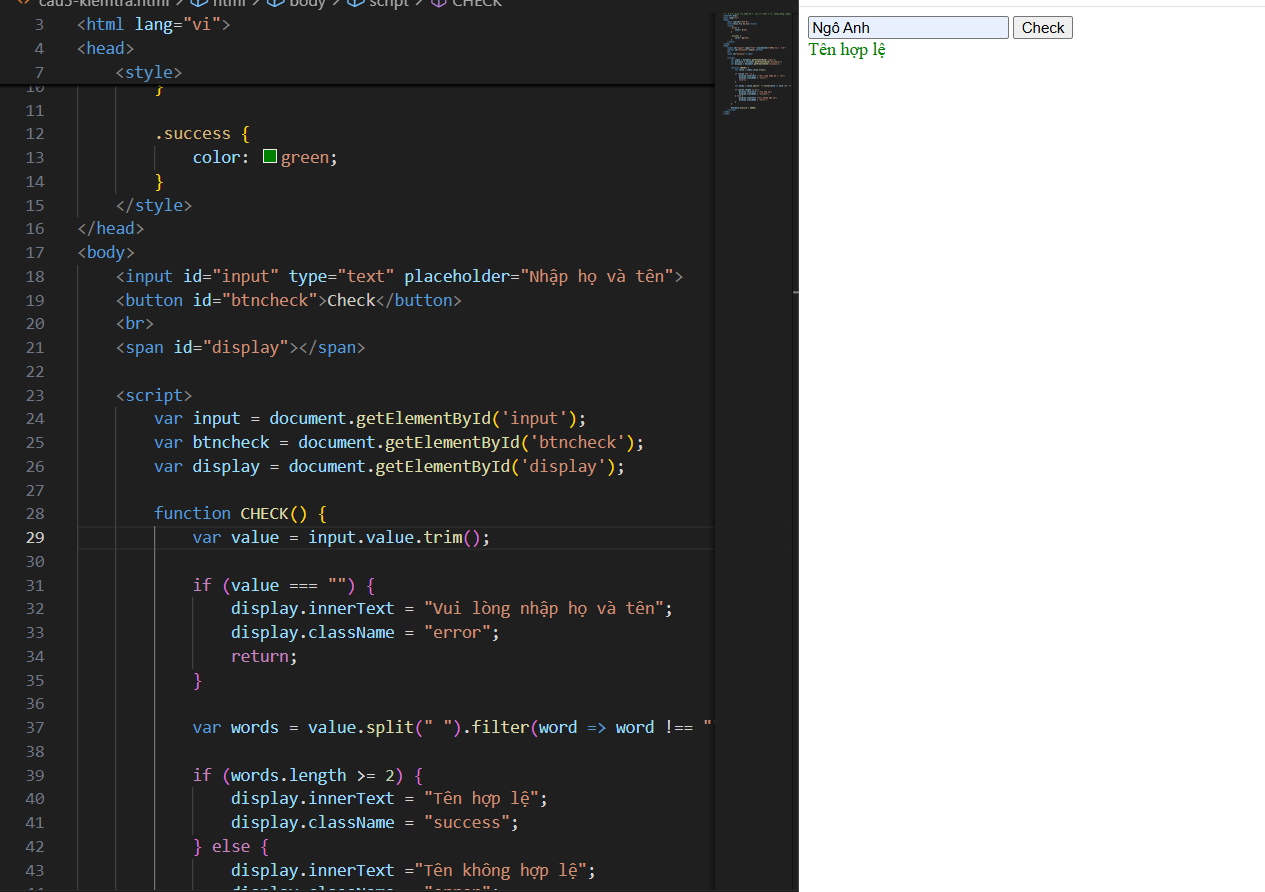 cau5-kiemtra.html > html > body > script > CHECK
3 <html lang="vi">
4 <head>
7 <style>
10 }
11
12 .success {
13 color: green;
14 }
15 </style>
16 </head>
17 <body>
18 <input id="input" type="text" placeholder="Nhập họ và tên">
19 <button id="btncheck">Check</button>
20 <br>
21 <span id="display"></span>
22
23 <script>
24 var input = document.getElementById('input');
25 var btncheck = document.getElementById('btncheck');
26 var display = document.getElementById('display');
27
28 function CHECK() {
29 var value = input.value.trim();
30
31 if (value === "") {
32 display.innerText = "Vui lòng nhập họ và tên";
33 display.className = "error";
34 return;
35 }
36
37 var words = value.split(" ").filter(word => word !== "
38
39 if (words.length >= 2) {
40 display.innerText = "Tên hợp lệ";
41 display.className = "success";
42 } else {
43 display.innerText ="Tên không hợp lệ";
44 display.className = "error";
Ngô Anh Check
Tên hợp lệ